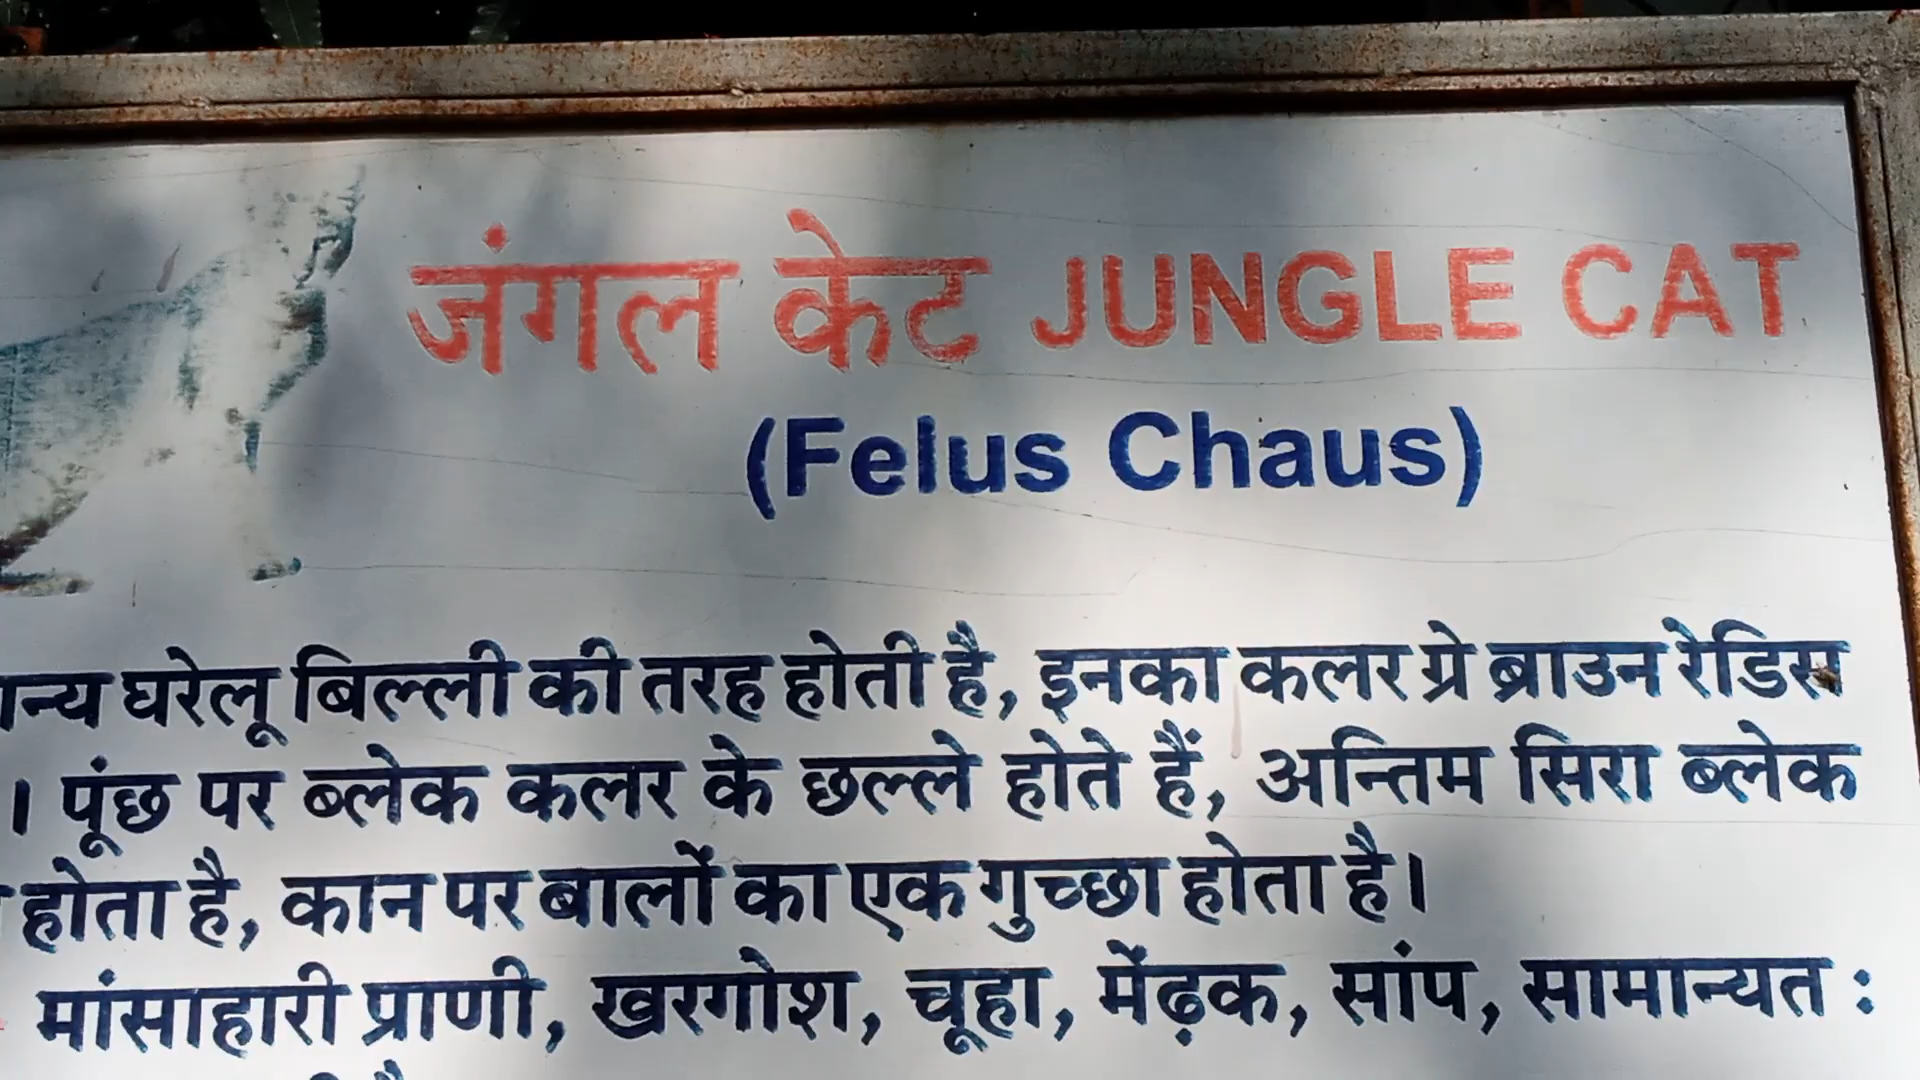 जंगल केट JUNGLE CAT
(Felus Chaus)
घरेलू बिल्ली की तरह होती है, इनका कलर ग्रे ब्राउन रेडिस
। पूंछ पर ब्लेक कलर के छल्ले होते हैं, अन्तिम सिरा ब्लेक
होता है, कान पर बालों का एक गुच्छा होता है।
मांसाहारी प्राणी, खरगोश, चूहा, मेंढ़क, सांप, सामान्यत :